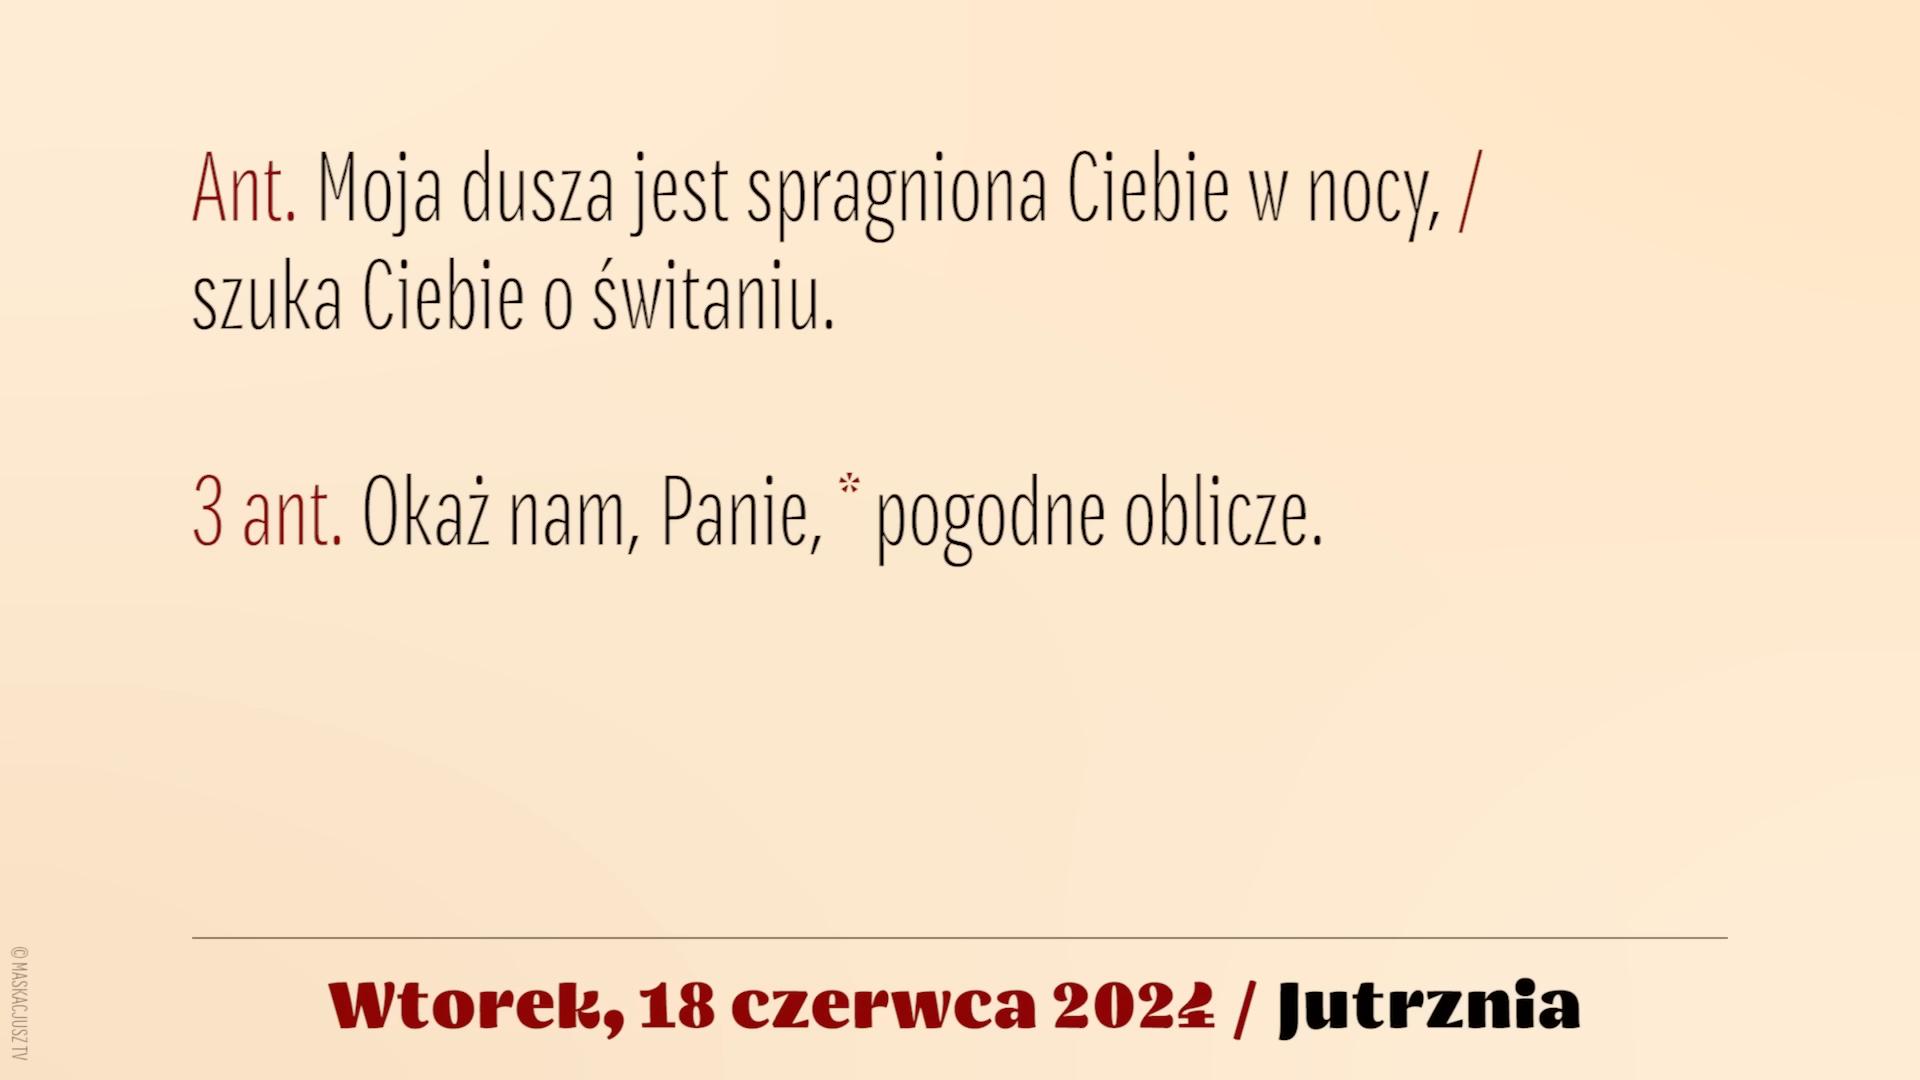 Ant. Moja dusza jest spragniona Ciebie w nocy, /
szuka Ciebie o świtaniu.
3 ant. Okaż nam, Panie, * pogodne oblicze.
Wtorek, 18 czerwca 2024 / Jutrznia
© MASKACJUSZ TV